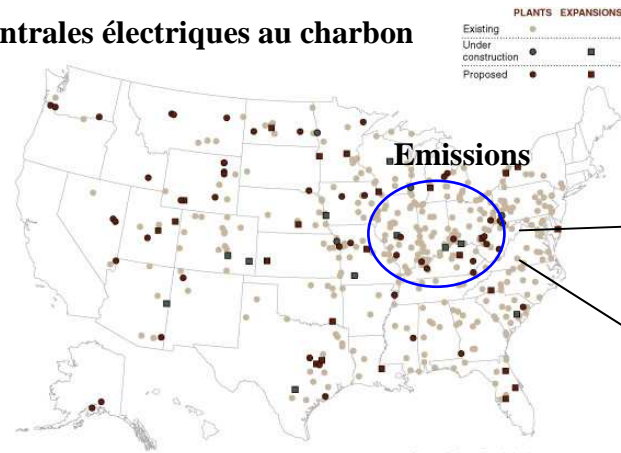 ntrales électriques au charbon
PLANTS EXPANSIONS
Existing
Under
construction
Proposed
Emissions